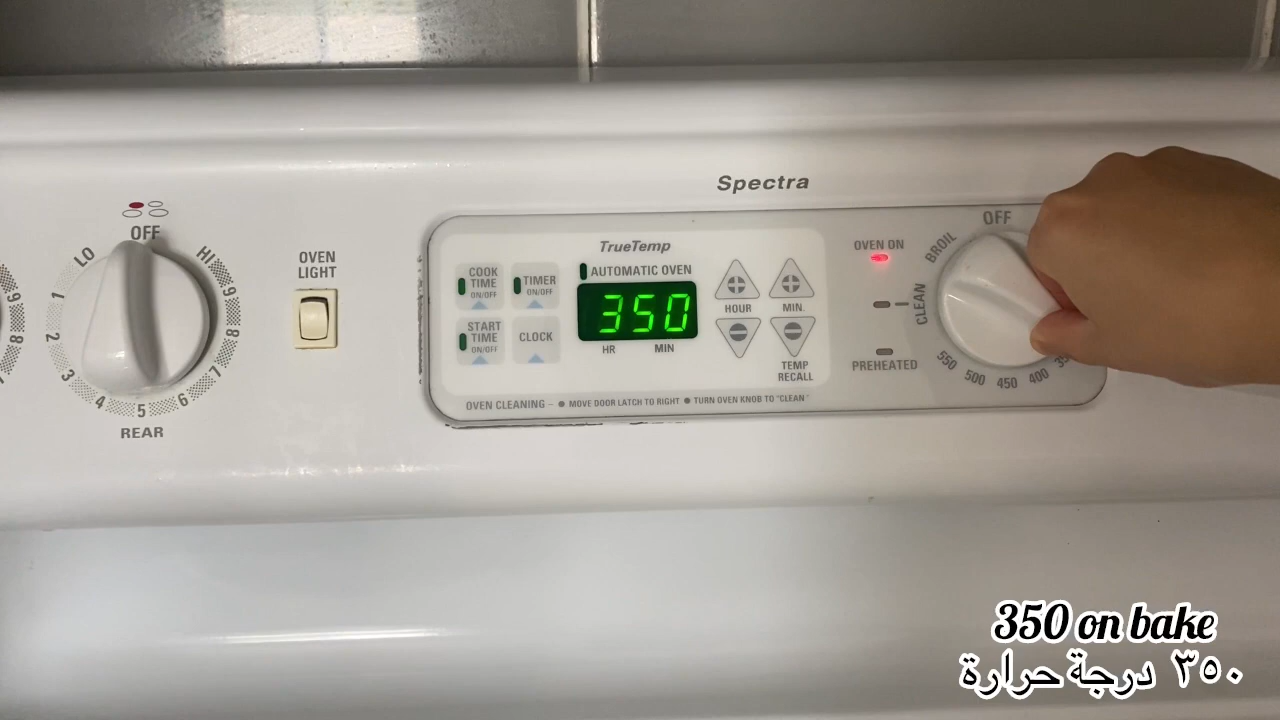 Spectra
OFF
LO
HI
1
2
3
4
5
6
7
8
9
REAR
9
8
OVEN
LIGHT
TrueTemp
COOK
TIME
ON/OFF
TIMER
ON/OFF
START
TIME
ON/OFF
CLOCK
AUTOMATIC OVEN
350
HR MIN
HOUR
MIN.
TEMP
RECALL
OVEN CLEANING – ● MOVE DOOR LATCH TO RIGHT ● TURN OVEN KNOB TO "CLEAN"
OVEN ON
PREHEATED
OFF
BROIL
CLEAN
550
500
450
400
350 on bake
٣٥٠ درجة حرارة